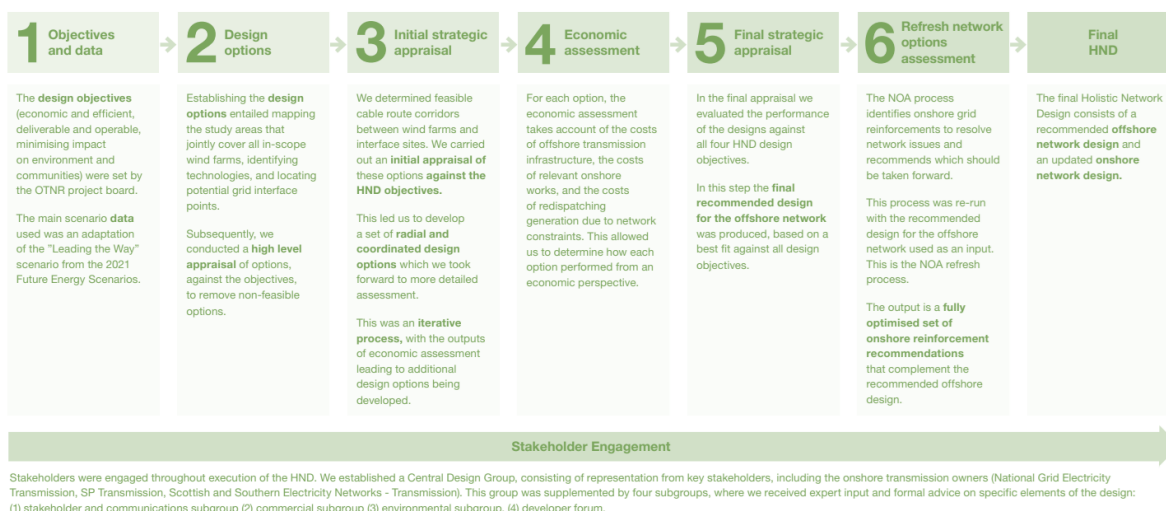 1 Objectives
and data
2 Design
options
3 Initial strategic
appraisal
4 Economic
assessment
5 Final strategic
appraisal
6 Refresh network
options
assessment
Final
HND
The design objectives
(economic and efficient,
deliverable and operable,
minimising impact
on environment and
communities) were set by
the OTNR project board.
The main scenario data
used was an adaptation
of the "Leading the Way"
scenario from the 2021
Future Energy Scenarios.
Establishing the design
options entailed mapping
the study areas that
jointly cover all in-scope
wind farms, identifying
technologies, and locating
potential grid interface
points.
Subsequently, we
conducted a high level
appraisal of options,
against the objectives,
to remove non-feasible
options.
We determined feasible
cable route corridors
between wind farms and
interface sites. We carried
out an initial appraisal of
these options against the
HND objectives.
This led us to develop
a set of radial and
coordinated design
options which we took
forward to more detailed
assessment.
This was an iterative
process, with the outputs
of economic assessment
leading to additional
design options being
developed.
For each option, the
economic assessment
takes account of the costs
of offshore transmission
infrastructure, the costs
of relevant onshore
works, and the costs
of redispatching
generation due to network
constraints. This allowed
us to determine how each
option performed from an
economic perspective.
In the final appraisal we
evaluated the performance
of the designs against
all four HND design
objectives.
In this step the final
recommended design
for the offshore network
was produced, based on a
best fit against all design
objectives.
The NOA process
identifies onshore grid
reinforcements to resolve
network issues and
recommends which should
be taken forward.
This process was re-run
with the recommended
design for the offshore
network used as an input.
This is the NOA refresh
process.
The output is a fully
optimised set of
onshore reinforcement
recommendations
that complement the
recommended offshore
design.
The final Holistic Network
Design consists of a
recommended offshore
network design and
an updated onshore
network design.
Stakeholder Engagement
Stakeholders were engaged throughout execution of the HND. We established a Central Design Group, consisting of representation from key stakeholders, including the onshore transmission owners (National Grid Electricity
Transmission, SP Transmission, Scottish and Southern Electricity Networks - Transmission). This group was supplemented by four subgroups, where we received expert input and formal advice on specific elements of the design:
(1) stakeholder and communications subgroup (2) commercial subgroup (3) environmental subgroup, (4) developer forum.